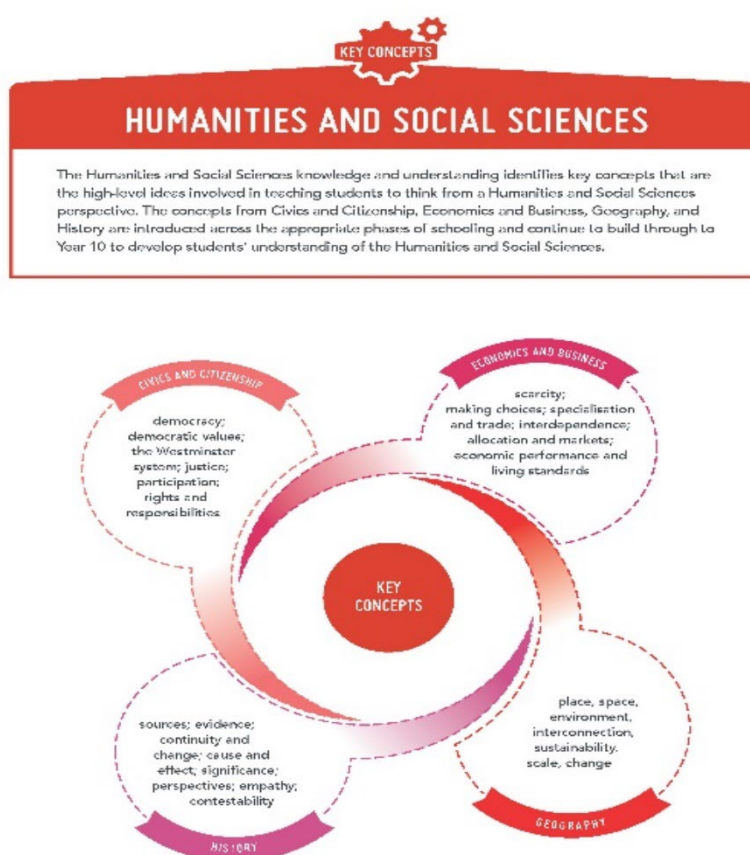 KEY CONCEPTS
HUMANITIES AND SOCIAL SCIENCES
The Humanities and Social Sciences knowledge and understanding identifies key concepts that are
the high-level ideas involved in teaching students to think from a Humanities and Social Sciences
perspective. The concepts from Civics and Citizenship, Economics and Business, Geography, and
History are introduced across the appropriate phases of schooling and continue to build through to
Year 10 to develop students' understanding of the Humanities and Social Sciences.
CIVICS AND CITIZENSHIP
democracy;
democratic values;
the Westminster
system; justice;
participation;
rights and
responsibilities
ECONOMICS AND BUSINESS
scarcity;
making choices; specialisation
and trade; interdependence;
allocation and markets;
economic performance and
living standards
KEY
CONCEPTS
sources; evidence;
continuity and
change; cause and
effect; significance;
perspectives; empathy;
contestability
HISTORY
place, space,
environment,
interconnection,
sustainability,
scale, change
GEOGRAPHY